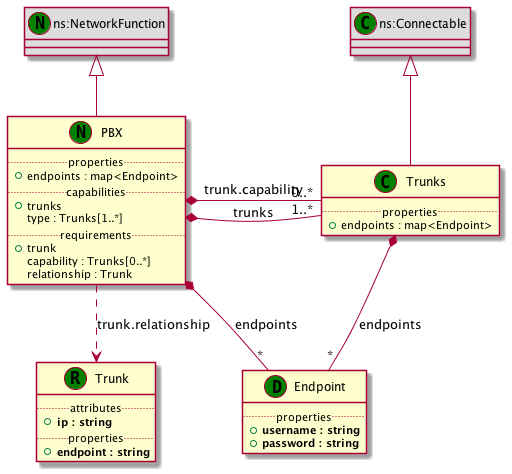 N ns:NetworkFunction
C ns:Connectable
N PBX
properties
endpoints : map<Endpoint>
capabilities
trunks
type : Trunks[1..*]
requirements
trunk
capability : Trunks[0..*]
relationship : Trunk
trunk.capability
0..*
trunks
1..*
C Trunks
properties
endpoints : map<Endpoint>
trunk.relationship
endpoints
*
endpoints
*
R Trunk
attributes
ip : string
properties
endpoint : string
D Endpoint
properties
username : string
password : string